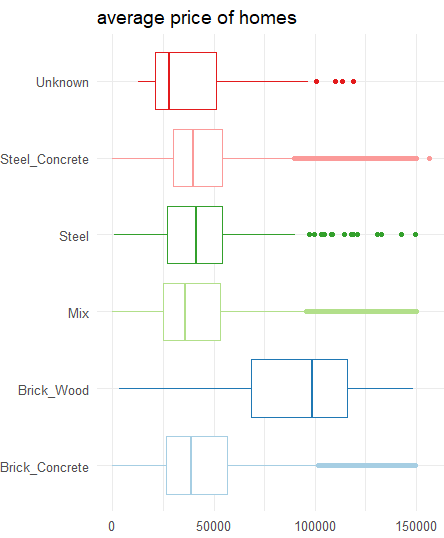 average price of homes
Unknown
Steel_Concrete
Steel
Mix
Brick_Wood
Brick_Concrete
0 50000 100000 150000